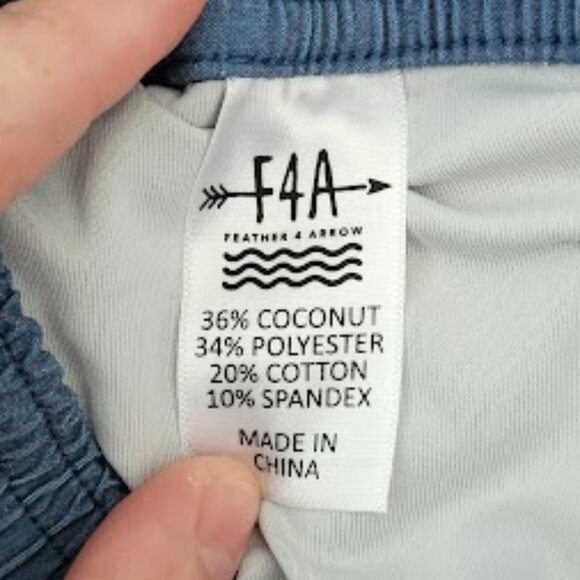 F4A
FEATHER 4 ARROW
36% COCONUT
34% POLYESTER
20% COTTON
10% SPANDEX
MADE IN
CHINA